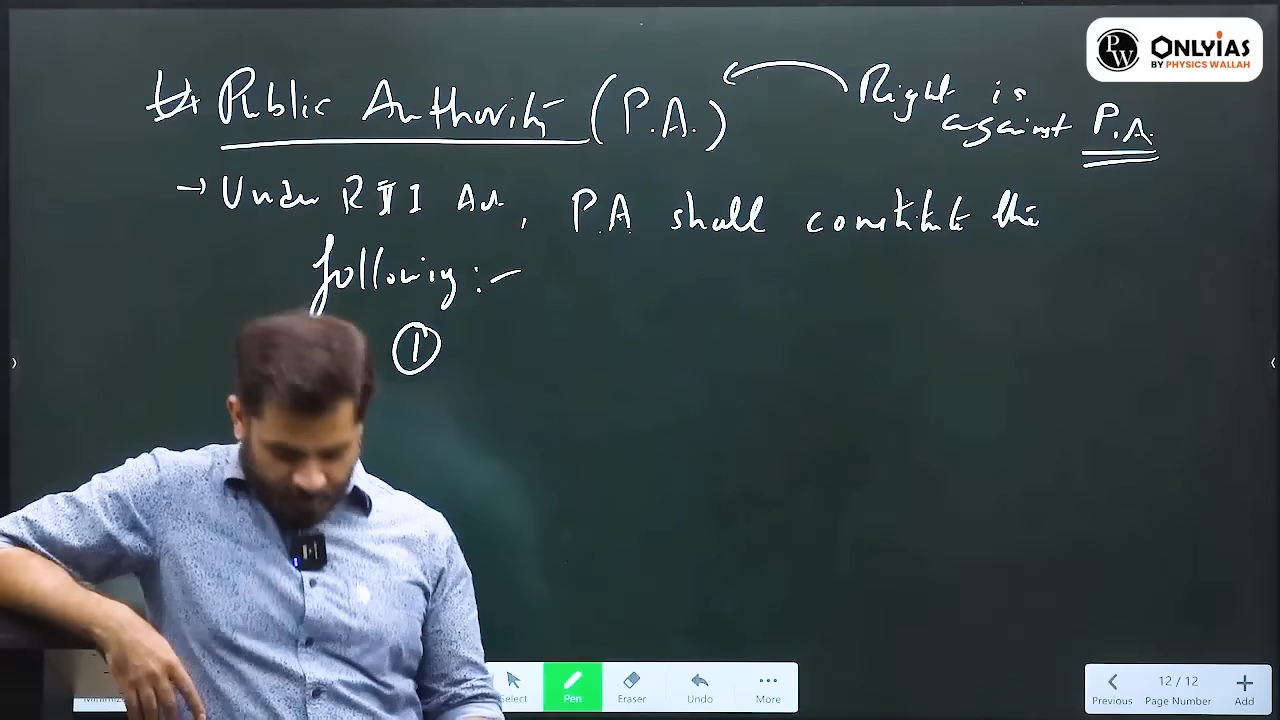 PW ONLYIAS
BY PHYSICS WALLAH
Public Authority (P.A.)
Right is
against P.A.
→ Under RTI Act, P.A shall constitute the
following :-
1
Select
Pen
Eraser
Undo
More
12 / 12
Previous
Page Number
Add